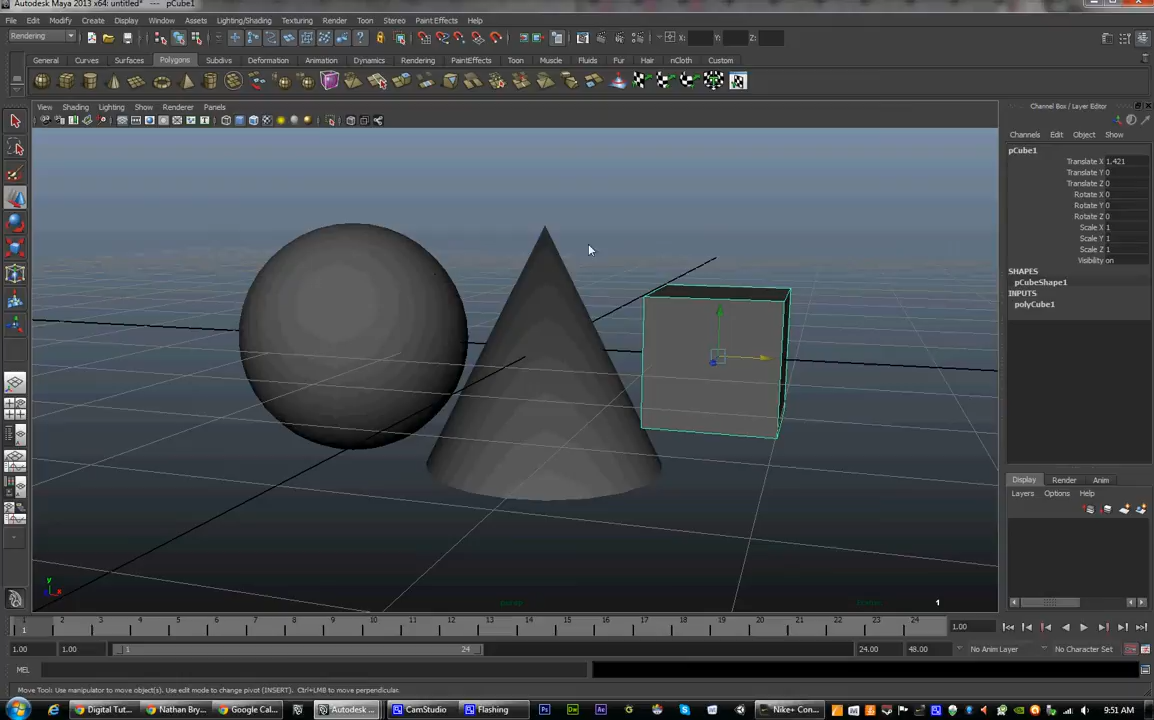 Autodesk Maya 2013 x64: untitled*   ---   pCube1
File Edit Modify Create Display Window Assets Lighting/Shading Texturing Render Toon Stereo Paint Effects Help
Rendering X: Y: Z:
General Curves Surfaces Polygons Subdivs Deformation Animation Dynamics Rendering PaintEffects Toon Muscle Fluids Fur Hair nCloth Custom
View Shading Lighting Show Renderer Panels
Channel Box / Layer Editor
Channels Edit Object Show
pCube1
Translate X 1.421
Translate Y 0
Translate Z 0
Rotate X 0
Rotate Y 0
Rotate Z 0
Scale X 1
Scale Y 1
Scale Z 1
Visibility on
SHAPES
pCubeShape1
INPUTS
polyCube1
Display Render Anim
Layers Options Help
y
x
persp
1
1 2 3 4 5 6 7 8 9 10 11 12 13 14 15 16 17 18 19 20 21 22 23 24
1 1.00
1.00 1.00 1 24 24.00 48.00 No Anim Layer No Character Set
MEL
Move Tool: Use manipulator to move object(s). Use edit mode to change pivot (INSERT). Ctrl+LMB to move perpendicular.
Digital Tut... Nathan Bry... Google Cal... Autodesk ... CamStudio Flashing Ps Dw Ae Nike+ Con... 9:51 AM